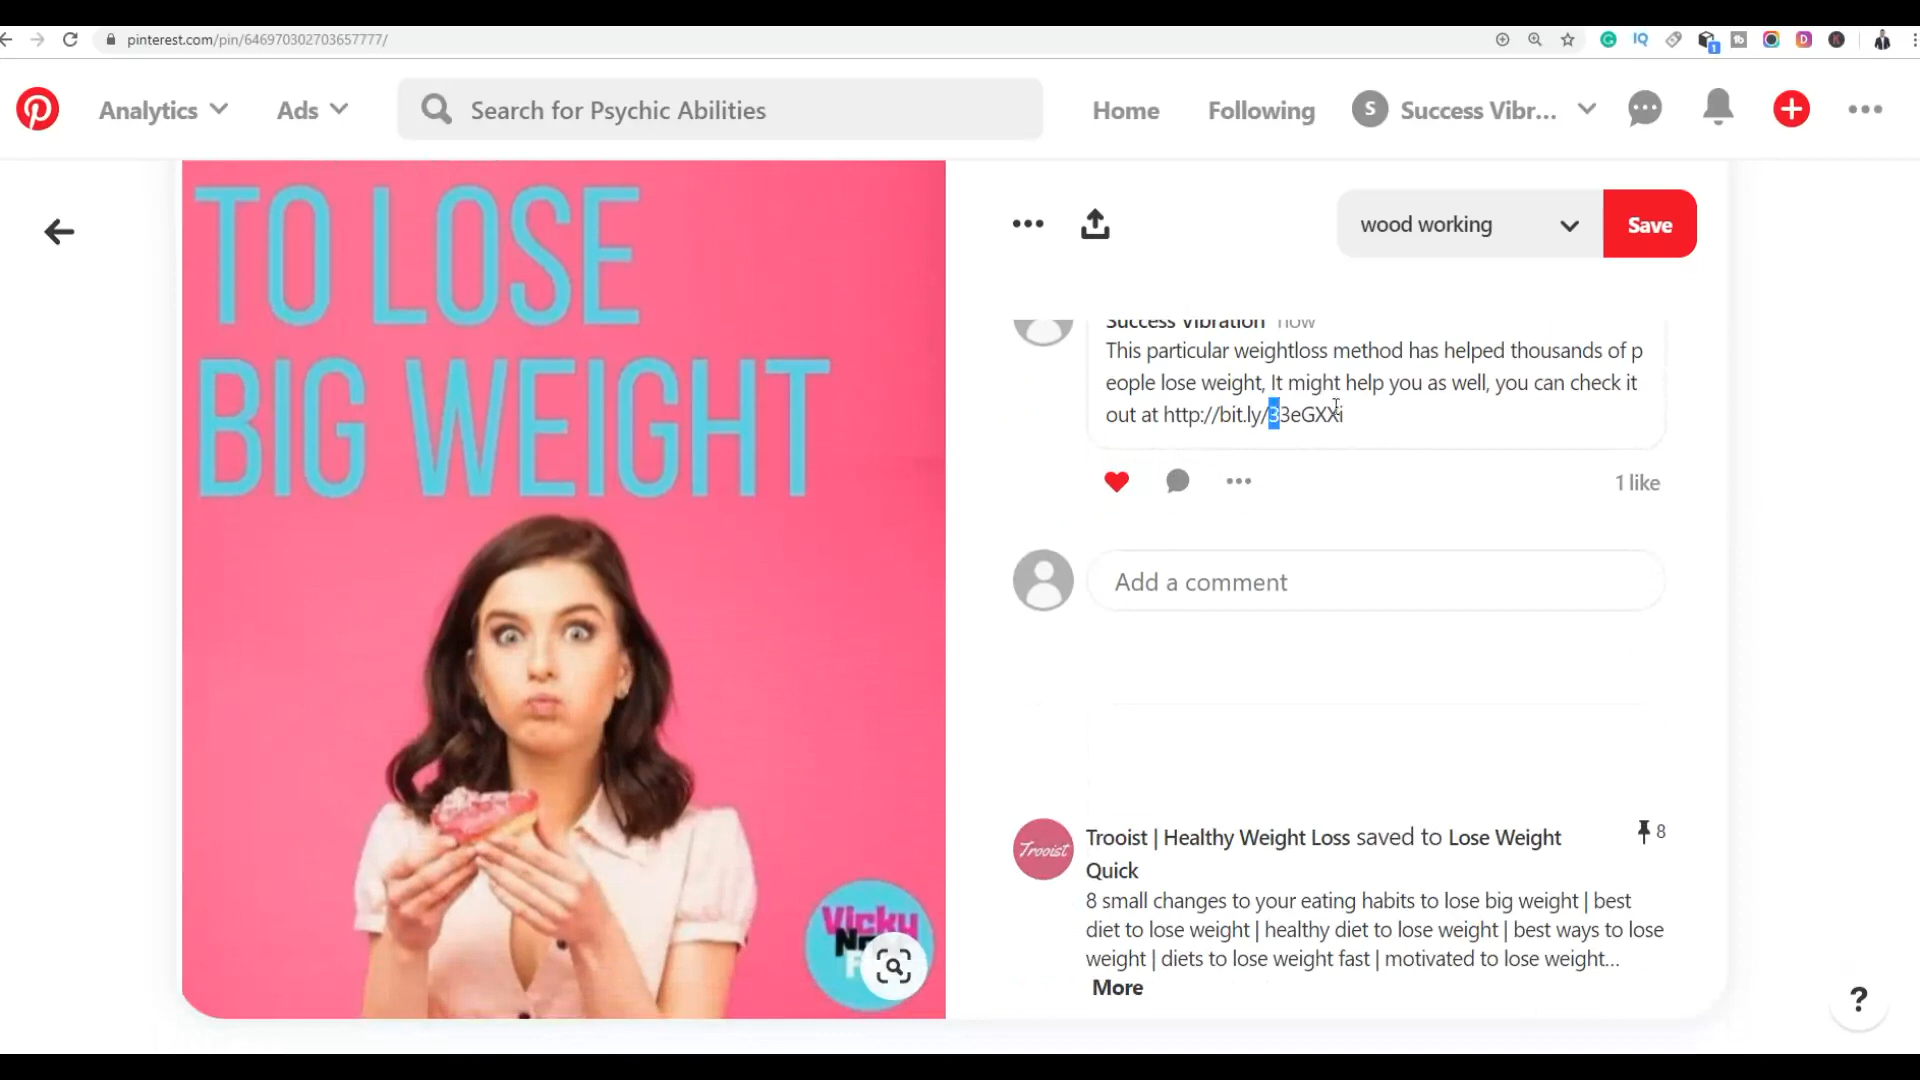 pinterest.com/pin/646970302703657777/
Analytics
Ads
Search for Psychic Abilities
Home
Following
S
Success Vibr...
TO LOSE
BIG WEIGHT
Vicky
wood working
Save
Success Vibration now
This particular weightloss method has helped thousands of p
eople lose weight, It might help you as well, you can check it
out at http://bit.ly/33eGXXi
1 like
Add a comment
Trooist
Trooist | Healthy Weight Loss saved to Lose Weight
Quick
8
8 small changes to your eating habits to lose big weight | best
diet to lose weight | healthy diet to lose weight | best ways to lose
weight | diets to lose weight fast | motivated to lose weight...
More
?